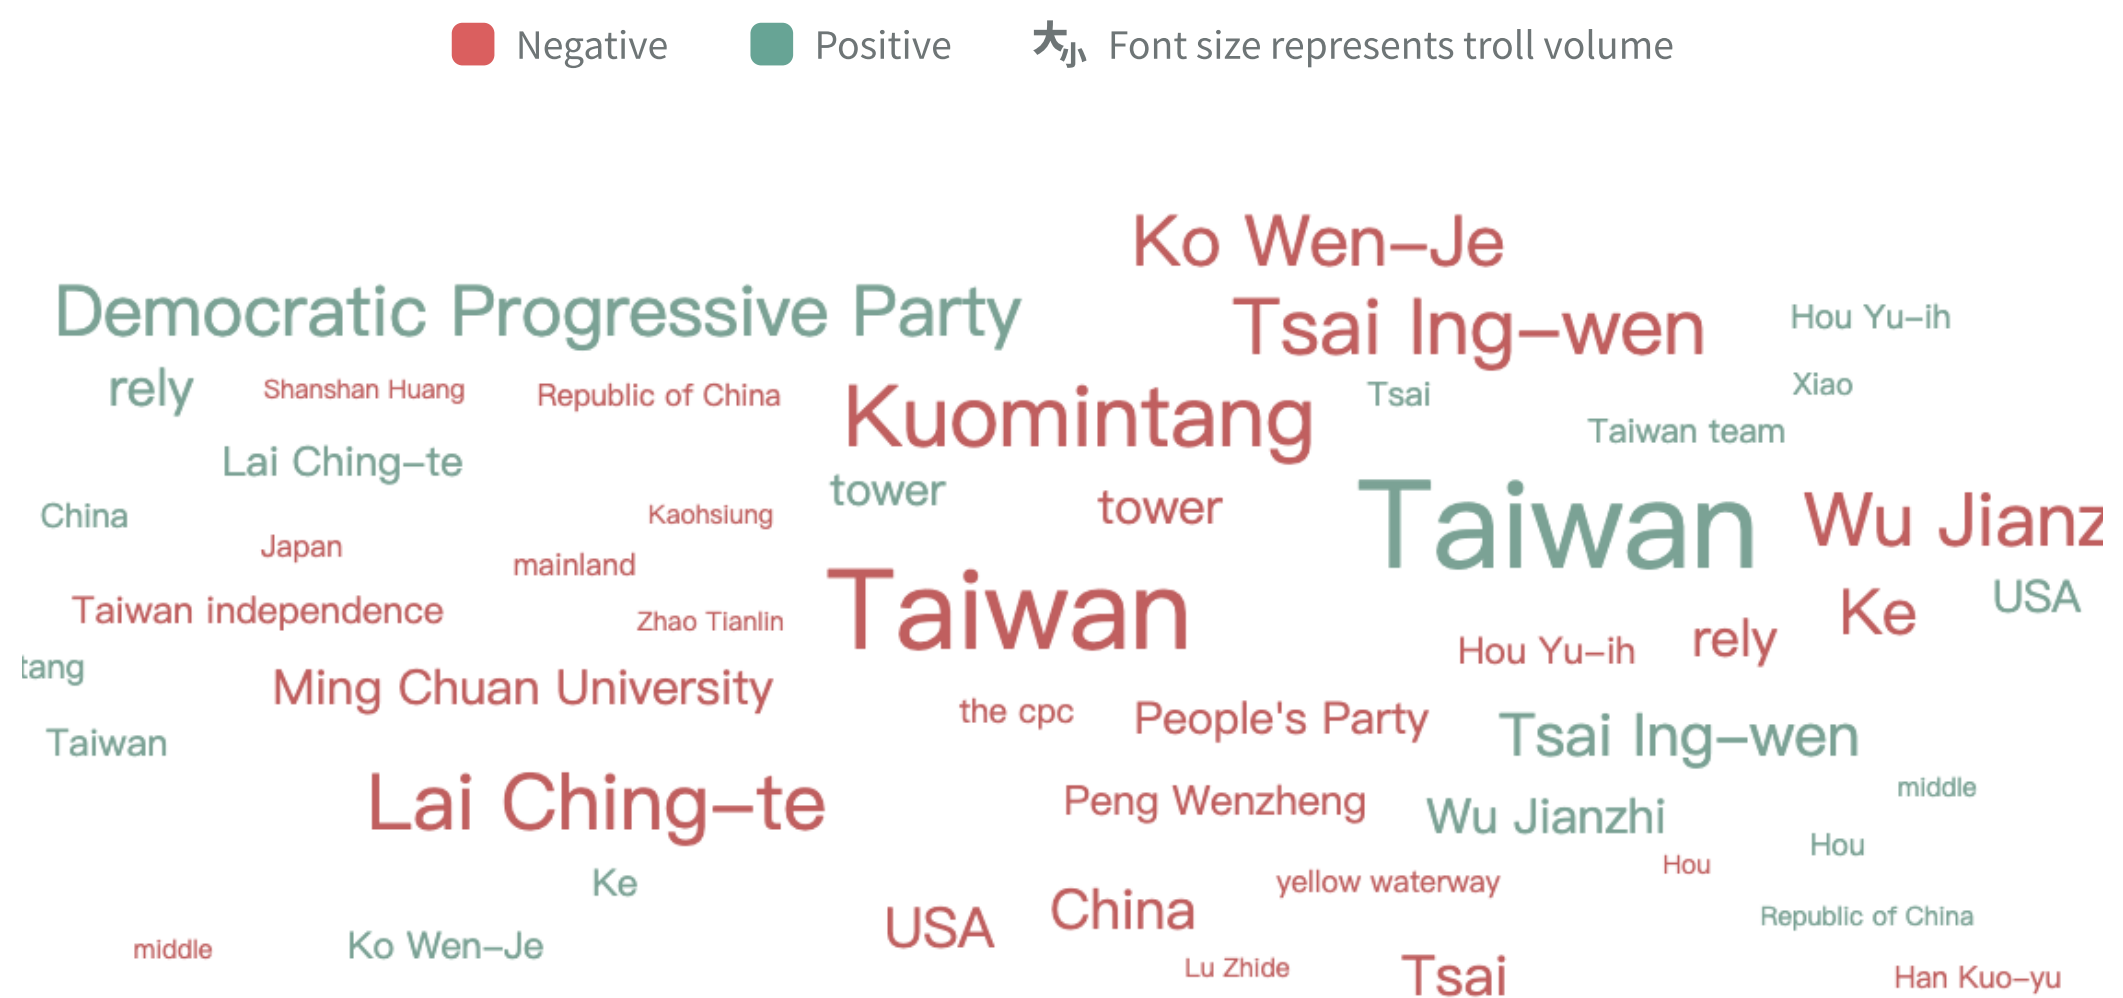 Negative
Positive
大小 Font size represents troll volume
Ko Wen–Je
Democratic Progressive Party
Tsai Ing–wen
Hou Yu–ih
rely
Shanshan Huang
Republic of China
Kuomintang
Tsai
Xiao
Taiwan team
Lai Ching–te
tower
tower
China
Kaohsiung
Taiwan
Wu Jianz
Japan
mainland
Taiwan independence
Zhao Tianlin
Taiwan
Ke
USA
Hou Yu–ih
rely
tang
Ming Chuan University
the cpc
People's Party
Tsai Ing–wen
Taiwan
Lai Ching–te
Peng Wenzheng
Wu Jianzhi
middle
Hou
Hou
Ke
yellow waterway
USA
China
Republic of China
middle
Ko Wen–Je
Lu Zhide
Tsai
Han Kuo–yu